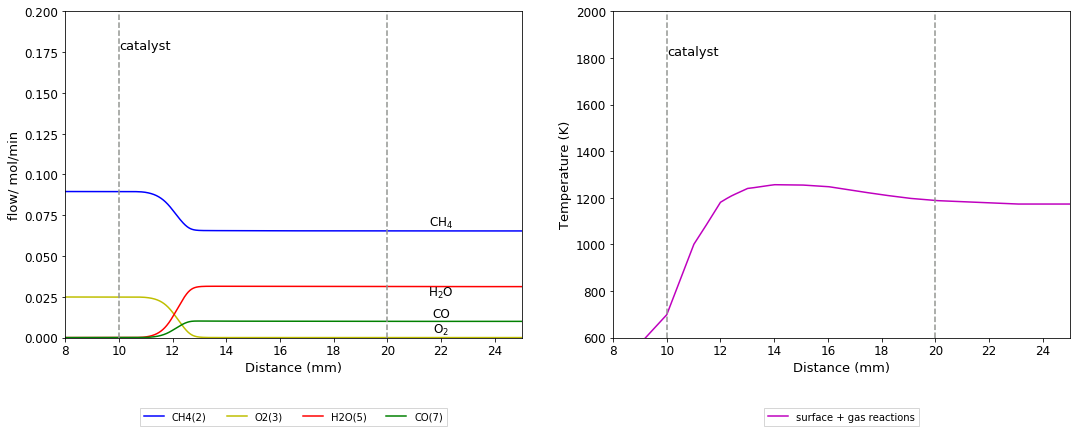 0.200
0.175
0.150
0.125
0.100
0.075
0.050
0.025
0.000
flow/ mol/min
catalyst
CH4
H2O
CO
O2
8 10 12 14 16 18 20 22 24
Distance (mm)
CH4(2) O2(3) H2O(5) CO(7)
2000
1800
1600
1400
1200
1000
800
600
Temperature (K)
catalyst
8 10 12 14 16 18 20 22 24
Distance (mm)
surface + gas reactions